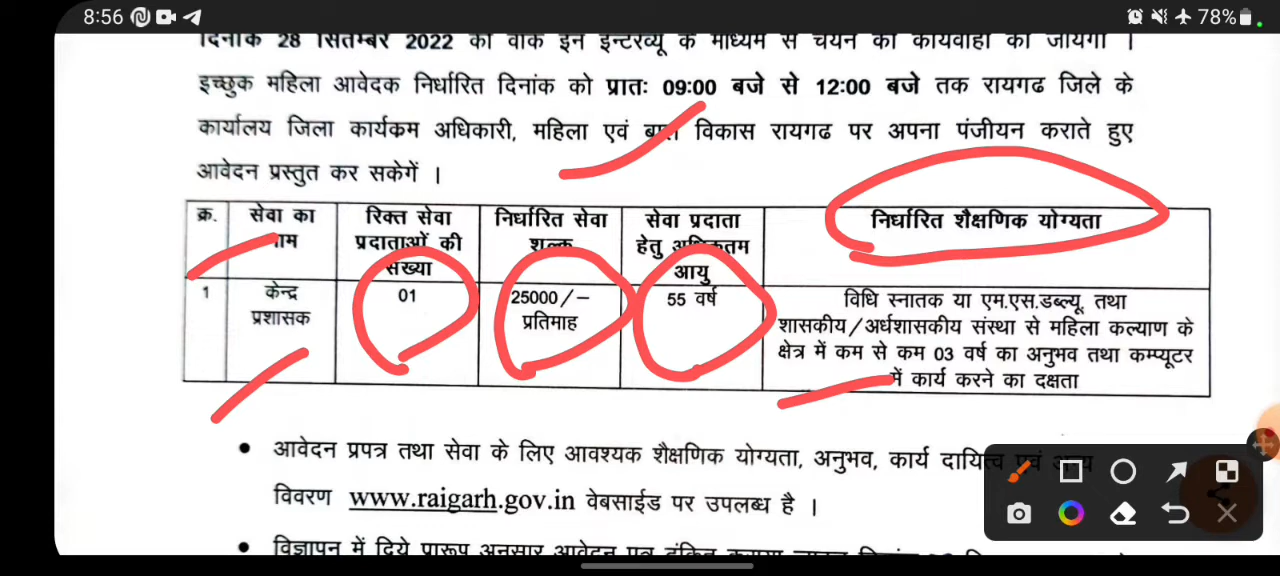 8:56
78%
दिनांक 28 सितम्बर 2022 को वॉक इन इन्टरव्यू के माध्यम से चयन की कार्यवाही की जायेगी ।
इच्छुक महिला आवेदक निर्धारित दिनांक को प्रातः 09:00 बजे से 12:00 बजे तक रायगढ जिले के
कार्यालय जिला कार्यक्रम अधिकारी, महिला एवं बाल विकास रायगढ पर अपना पंजीयन कराते हुए
आवेदन प्रस्तुत कर सकेगें ।
क्र. सेवा का नाम रिक्त सेवा प्रदाताओं की संख्या निर्धारित सेवा शुल्क सेवा प्रदाता हेतु अधिकतम आयु निर्धारित शैक्षणिक योग्यता
1 केन्द्र प्रशासक 01 25000/- प्रतिमाह 55 वर्ष विधि स्नातक या एम.एस.डब्ल्यू. तथा
शासकीय/अर्धशासकीय संस्था से महिला कल्याण के
क्षेत्र में कम से कम 03 वर्ष का अनुभव तथा कम्प्यूटर
में कार्य करने का दक्षता
• आवेदन प्रपत्र तथा सेवा के लिए आवश्यक शैक्षणिक योग्यता, अनुभव, कार्य दायित्व एवं अन्य
विवरण www.raigarh.gov.in वेबसाईड पर उपलब्ध है ।
• विज्ञापन में दिये प्रारूप अनुसार आवेदन पत्र टंकित